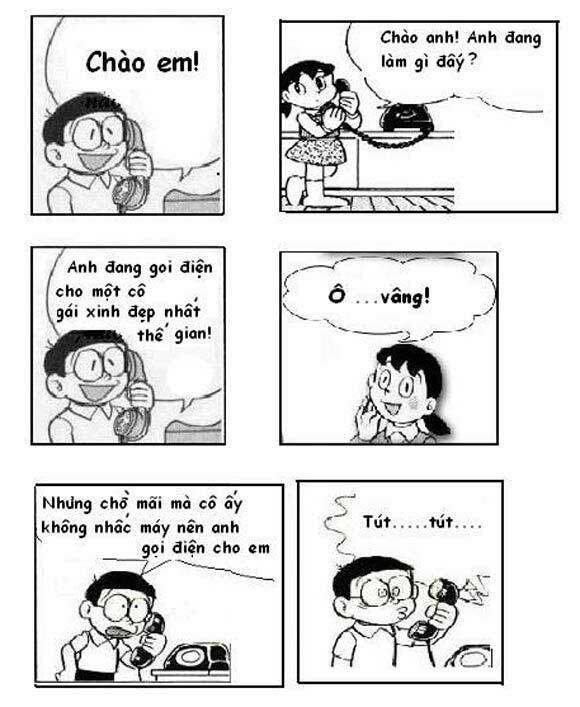 Chào em!
Chào anh! Anh đang
làm gì đấy?
Anh đang gọi điện
cho một cô
gái xinh đẹp nhất
thế gian!
Ô ...vâng!
Nhưng chờ mãi mà cô ấy
không nhấc máy nên anh
gọi điện cho em
Tút.....tút....